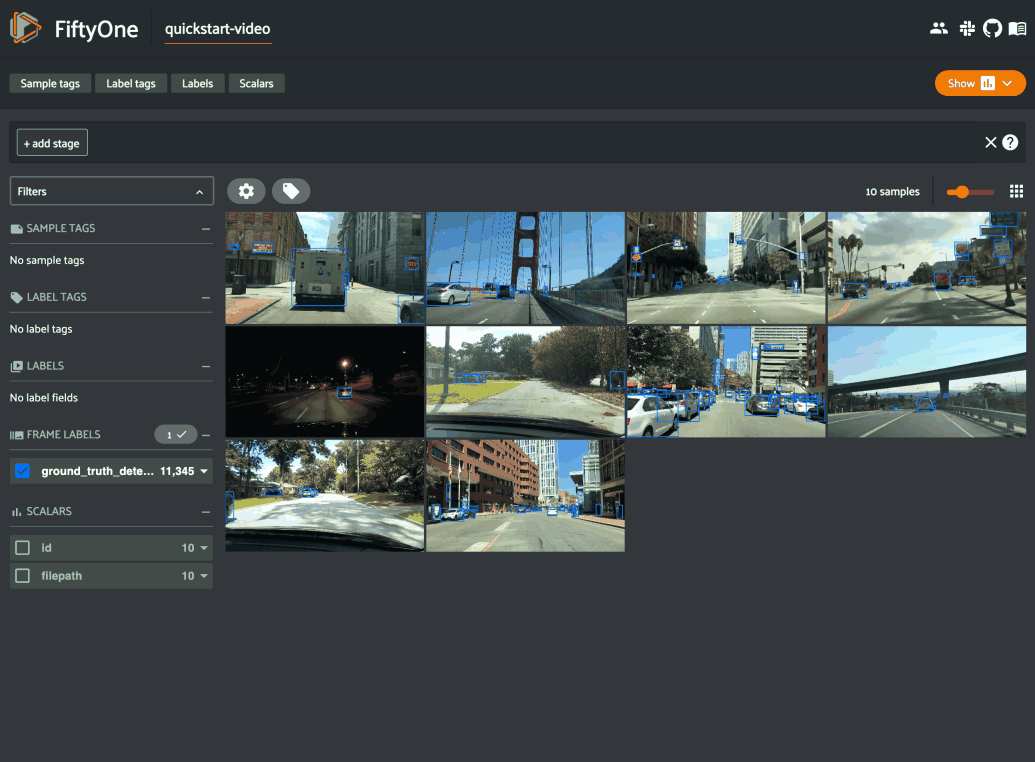 FiftyOne
quickstart-video
Sample tags
Label tags
Labels
Scalars
Show
+ add stage
Filters
10 samples
SAMPLE TAGS
No sample tags
LABEL TAGS
No label tags
LABELS
No label fields
FRAME LABELS
1
ground_truth_dete... 11,345
SCALARS
id 10
filepath 10
STOP